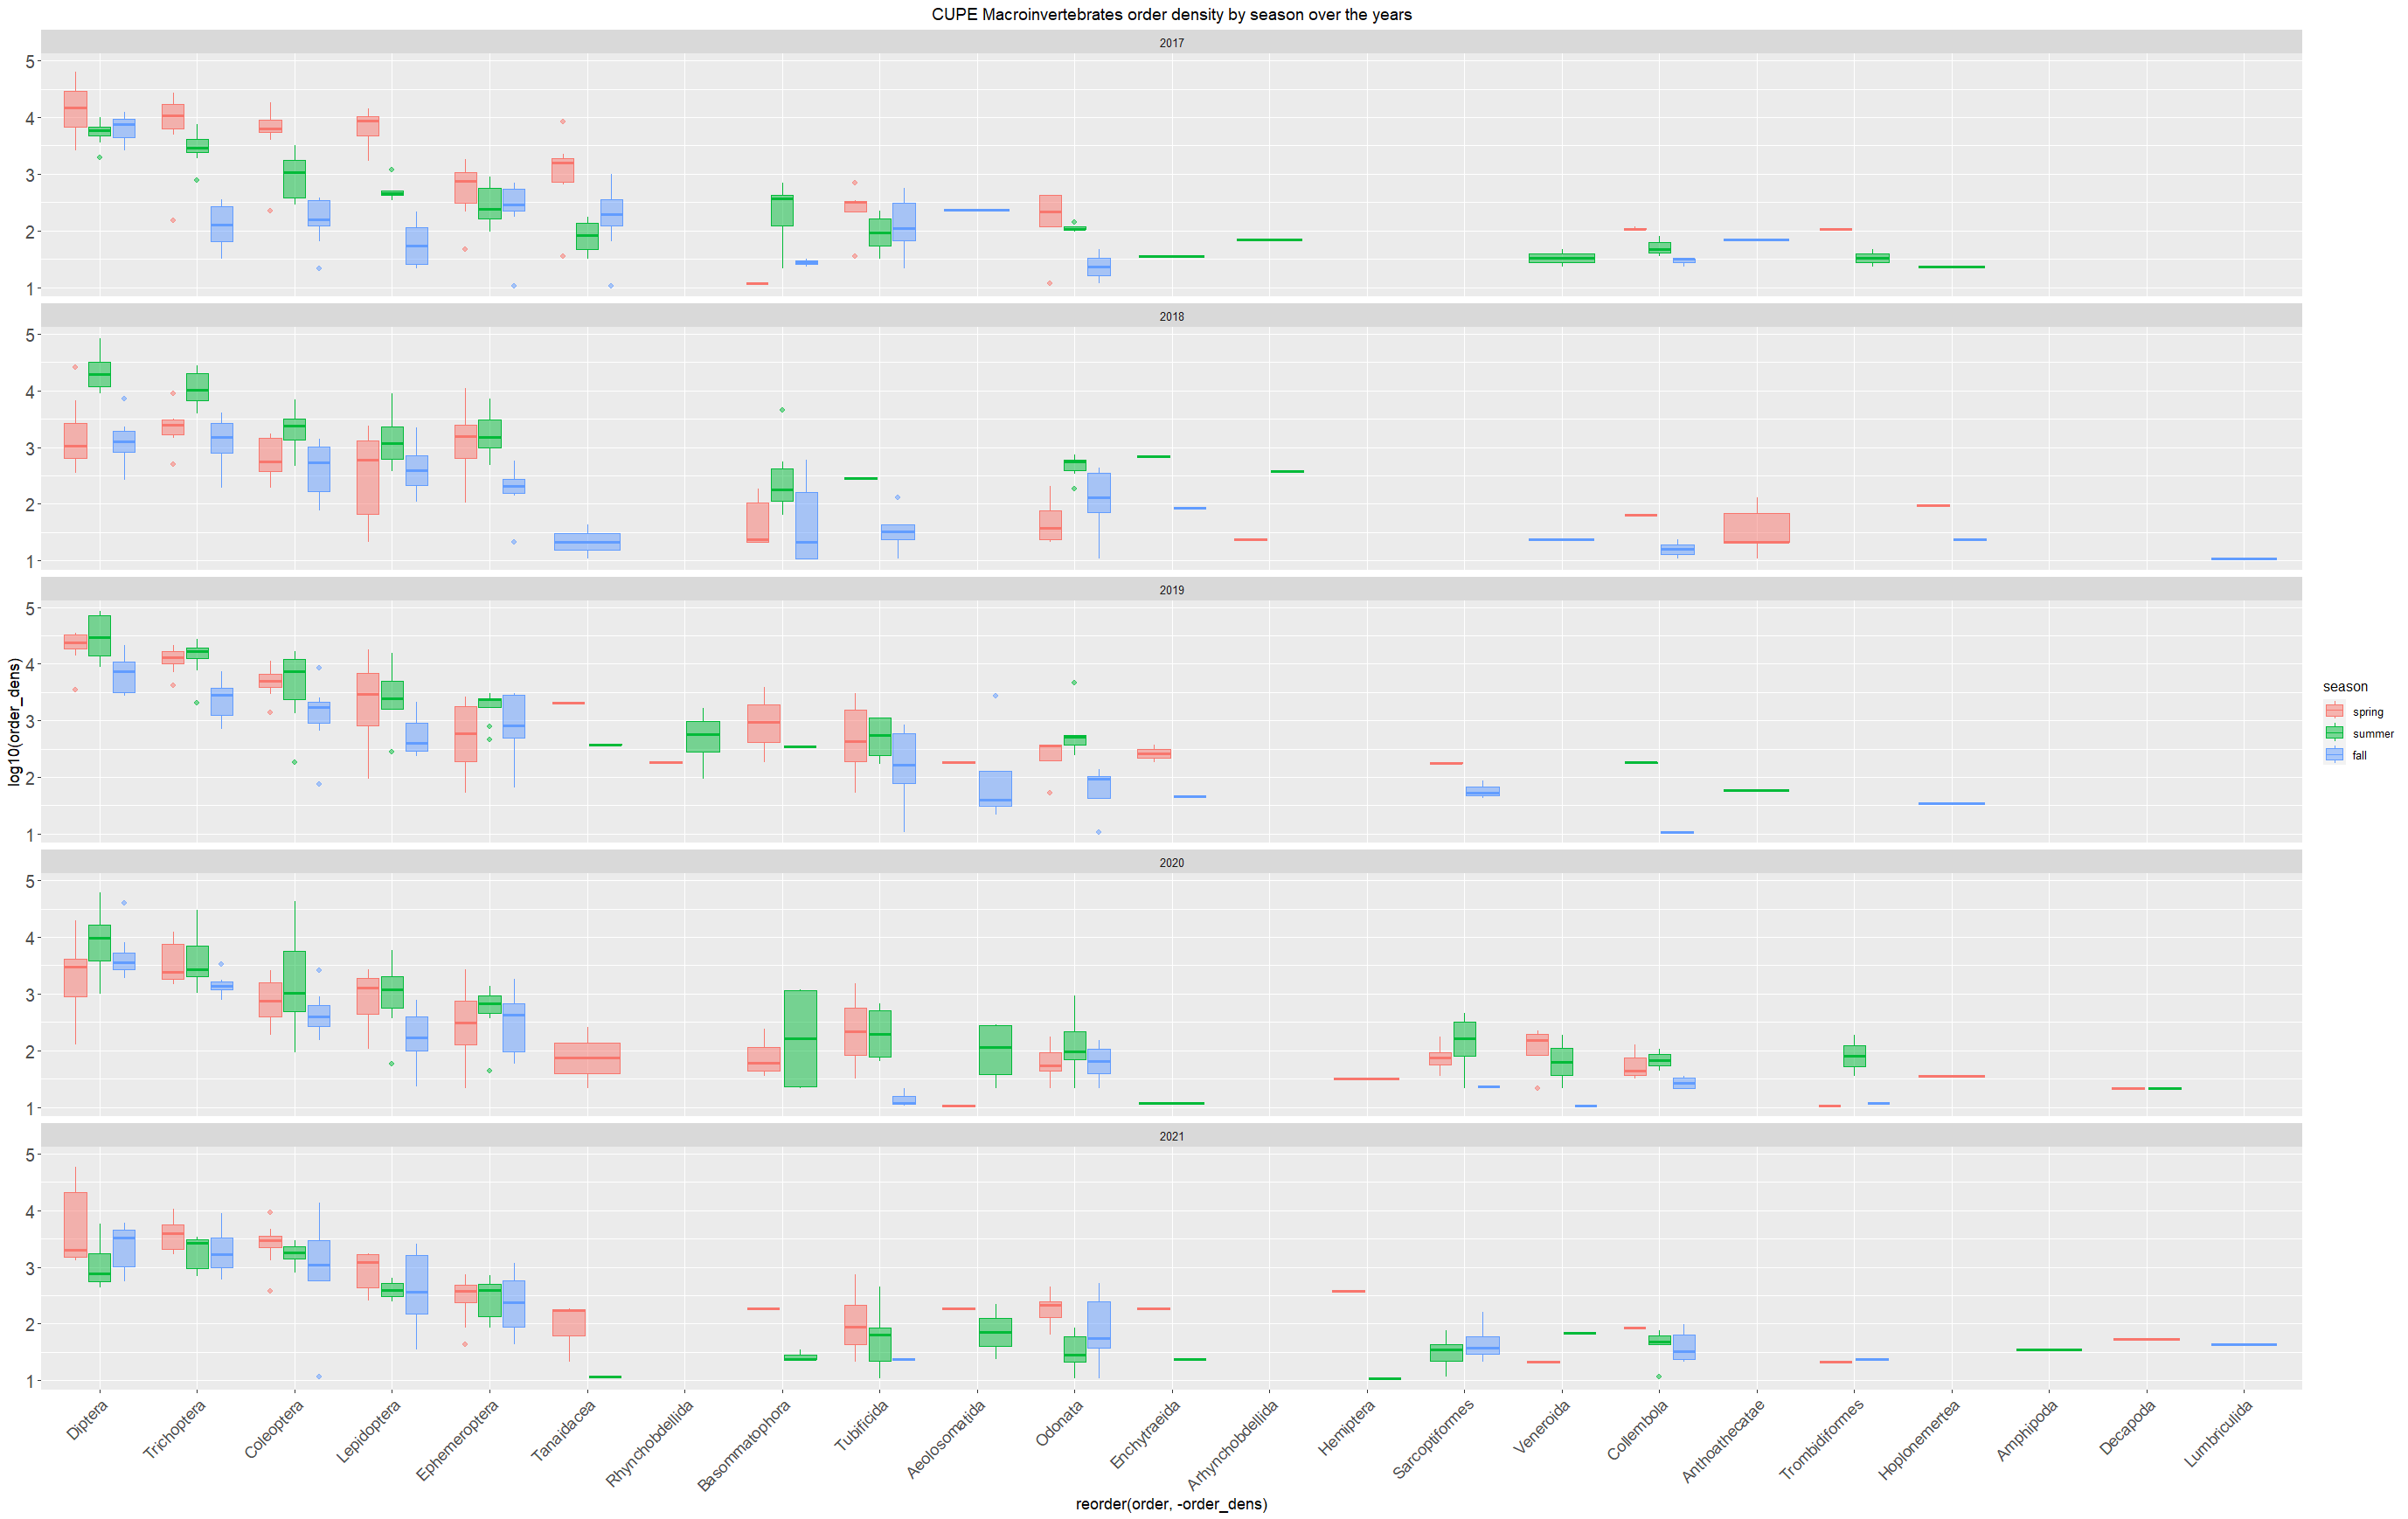 CUPE Macroinvertebrates order density by season over the years
2017
5
4
3
2
1
2018
5
4
3
2
1
2019
5
4
3
2
1
2020
5
4
3
2
1
2021
5
4
3
2
1
log10(order_dens)
Diptera
Trichoptera
Coleoptera
Lepidoptera
Ephemeroptera
Tanaidacea
Rhynchobdellida
Basommatophora
Tubificida
Aeolosomatida
Odonata
Enchytraeida
Arhynchobdellida
Hemiptera
Sarcoptiformes
Veneroida
Collembola
Anthoathecatae
Trombidiformes
Hoplonemertea
Amphipoda
Decapoda
Lumbriculida
reorder(order, -order_dens)
season
spring
summer
fall